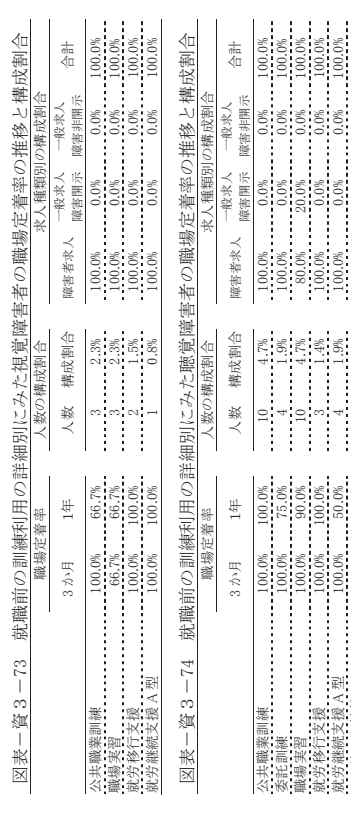 図表－資３－73　就職前の訓練利用の詳細別にみた視覚障害者の職場定着率の推移と構成割合
職場定着率　人数の構成割合　求人種類別の構成割合
３か月　1年　人数　構成割合　障害者求人　一般求人障害開示　一般求人障害非開示　合計
公共職業訓練　100.0%　66.7%　3　2.3%　100.0%　0.0%　0.0%　100.0%
職場実習　66.7%　66.7%　3　2.3%　100.0%　0.0%　0.0%　100.0%
就労移行支援　100.0%　100.0%　2　1.5%　100.0%　0.0%　0.0%　100.0%
就労継続支援Ａ型　100.0%　100.0%　1　0.8%　100.0%　0.0%　0.0%　100.0%
図表－資３－74　就職前の訓練利用の詳細別にみた聴覚障害者の職場定着率の推移と構成割合
職場定着率　人数の構成割合　求人種類別の構成割合
３か月　1年　人数　構成割合　障害者求人　一般求人障害開示　一般求人障害非開示　合計
公共職業訓練　100.0%　100.0%　10　4.7%　100.0%　0.0%　0.0%　100.0%
委託訓練　100.0%　75.0%　4　1.9%　100.0%　0.0%　0.0%　100.0%
職場実習　100.0%　90.0%　10　4.7%　80.0%　20.0%　0.0%　100.0%
就労移行支援　100.0%　100.0%　3　1.4%　100.0%　0.0%　0.0%　100.0%
就労継続支援Ａ型　100.0%　50.0%　4　1.9%　100.0%　0.0%　0.0%　100.0%